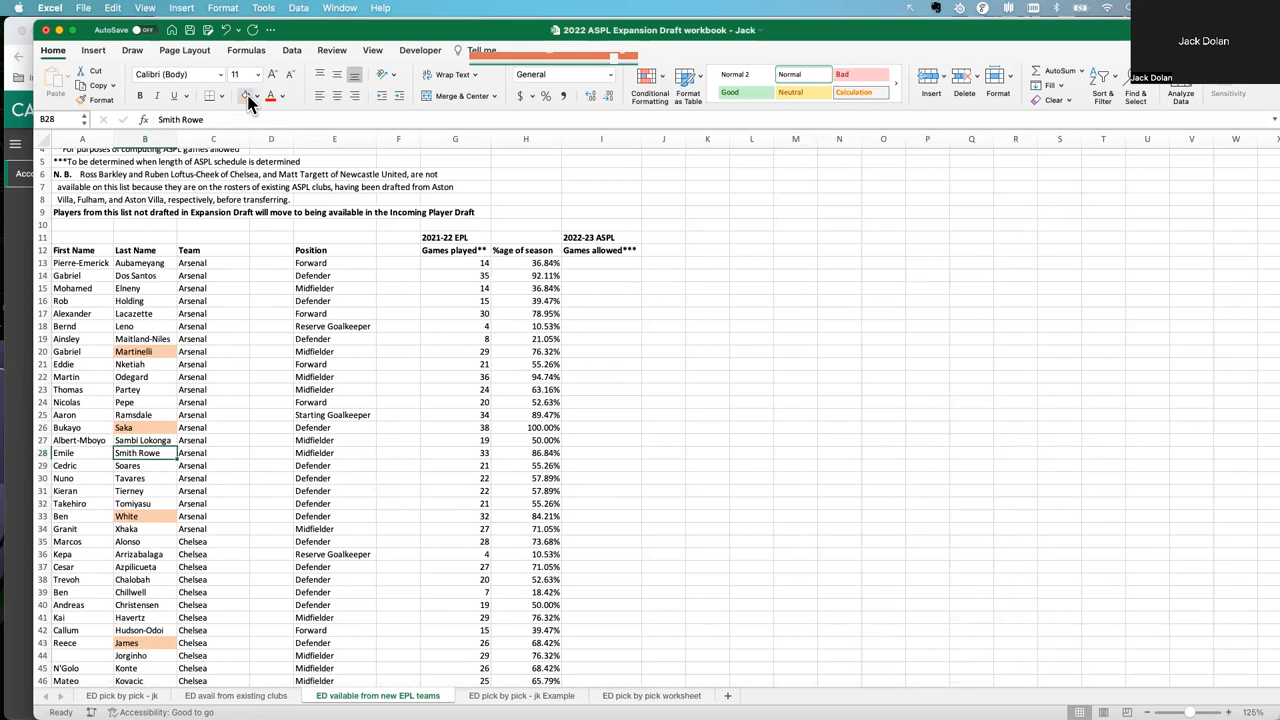 Edit View Insert Format Tools Data Window Help
AutoSave OFF 2022 ASPL Expansion Draft workbook - Jack Jack Dolan
Home Insert Draw Page Layout Formulas Data Review View Developer Tell me
Jack Dolan
Paste Cut Copy Format Calibri (Body) 11 Wrap Text Merge & Center General Conditional Formatting Format as Table Normal 2 Normal Bad Good Neutral Calculation Insert Delete Format AutoSum Fill Clear Sort & Filter Find & Select Analyze Data Sensitivity
B28 fx Smith Rowe
A B C D E F G H I J K L M N O P Q R S T U V W X
4 For purposes of computing ASPL games allowed
5 ***To be determined when length of ASPL schedule is determined
6 N. B. Ross Barkley and Ruben Loftus-Cheek of Chelsea, and Matt Targett of Newcastle United, are not
7 available on this list because they are on the rosters of existing ASPL clubs, having been drafted from Aston
8 Villa, Fulham, and Aston Villa, respectively, before transferring.
9 Players from this list not drafted in Expansion Draft will move to being available in the Incoming Player Draft
10
11 2021-22 EPL 2022-23 ASPL
12 First Name Last Name Team Position Games played** %age of season Games allowed***
13 Pierre-Emerick Aubameyang Arsenal Forward 14 36.84%
14 Gabriel Dos Santos Arsenal Defender 35 92.11%
15 Mohamed Elneny Arsenal Midfielder 14 36.84%
16 Rob Holding Arsenal Defender 15 39.47%
17 Alexander Lacazette Arsenal Forward 30 78.95%
18 Bernd Leno Arsenal Reserve Goalkeeper 4 10.53%
19 Ainsley Maitland-Niles Arsenal Defender 8 21.05%
20 Gabriel Martinelli Arsenal Midfielder 29 76.32%
21 Eddie Nketiah Arsenal Forward 21 55.26%
22 Martin Odegard Arsenal Midfielder 36 94.74%
23 Thomas Partey Arsenal Midfielder 24 63.16%
24 Nicolas Pepe Arsenal Forward 20 52.63%
25 Aaron Ramsdale Arsenal Starting Goalkeeper 34 89.47%
26 Bukayo Saka Arsenal Defender 38 100.00%
27 Albert-Mboyo Sambi Lokonga Arsenal Midfielder 19 50.00%
28 Emile Smith Rowe Arsenal Midfielder 33 86.84%
29 Cedric Soares Arsenal Defender 21 55.26%
30 Nuno Tavares Arsenal Defender 22 57.89%
31 Kieran Tierney Arsenal Defender 22 57.89%
32 Takehiro Tomiyasu Arsenal Defender 21 55.26%
33 Ben White Arsenal Defender 32 84.21%
34 Granit Xhaka Arsenal Midfielder 27 71.05%
35 Marcos Alonso Chelsea Defender 28 73.68%
36 Kepa Arrizabalaga Chelsea Reserve Goalkeeper 4 10.53%
37 Cesar Azpilicueta Chelsea Defender 27 71.05%
38 Trevoh Chalobah Chelsea Defender 20 52.63%
39 Ben Chillwell Chelsea Defender 7 18.42%
40 Andreas Christensen Chelsea Defender 19 50.00%
41 Kai Havertz Chelsea Midfielder 29 76.32%
42 Callum Hudson-Odoi Chelsea Forward 15 39.47%
43 Reece James Chelsea Defender 26 68.42%
44 Jorginho Chelsea Midfielder 29 76.32%
45 N'Golo Konte Chelsea Midfielder 26 68.42%
46 Mateo Kovacic Chelsea Midfielder 25 65.79%
ED pick by pick - jk ED avail from existing clubs ED vailable from new EPL teams ED pick by pick - jk Example ED pick by pick worksheet
Ready Accessibility: Good to go 125%